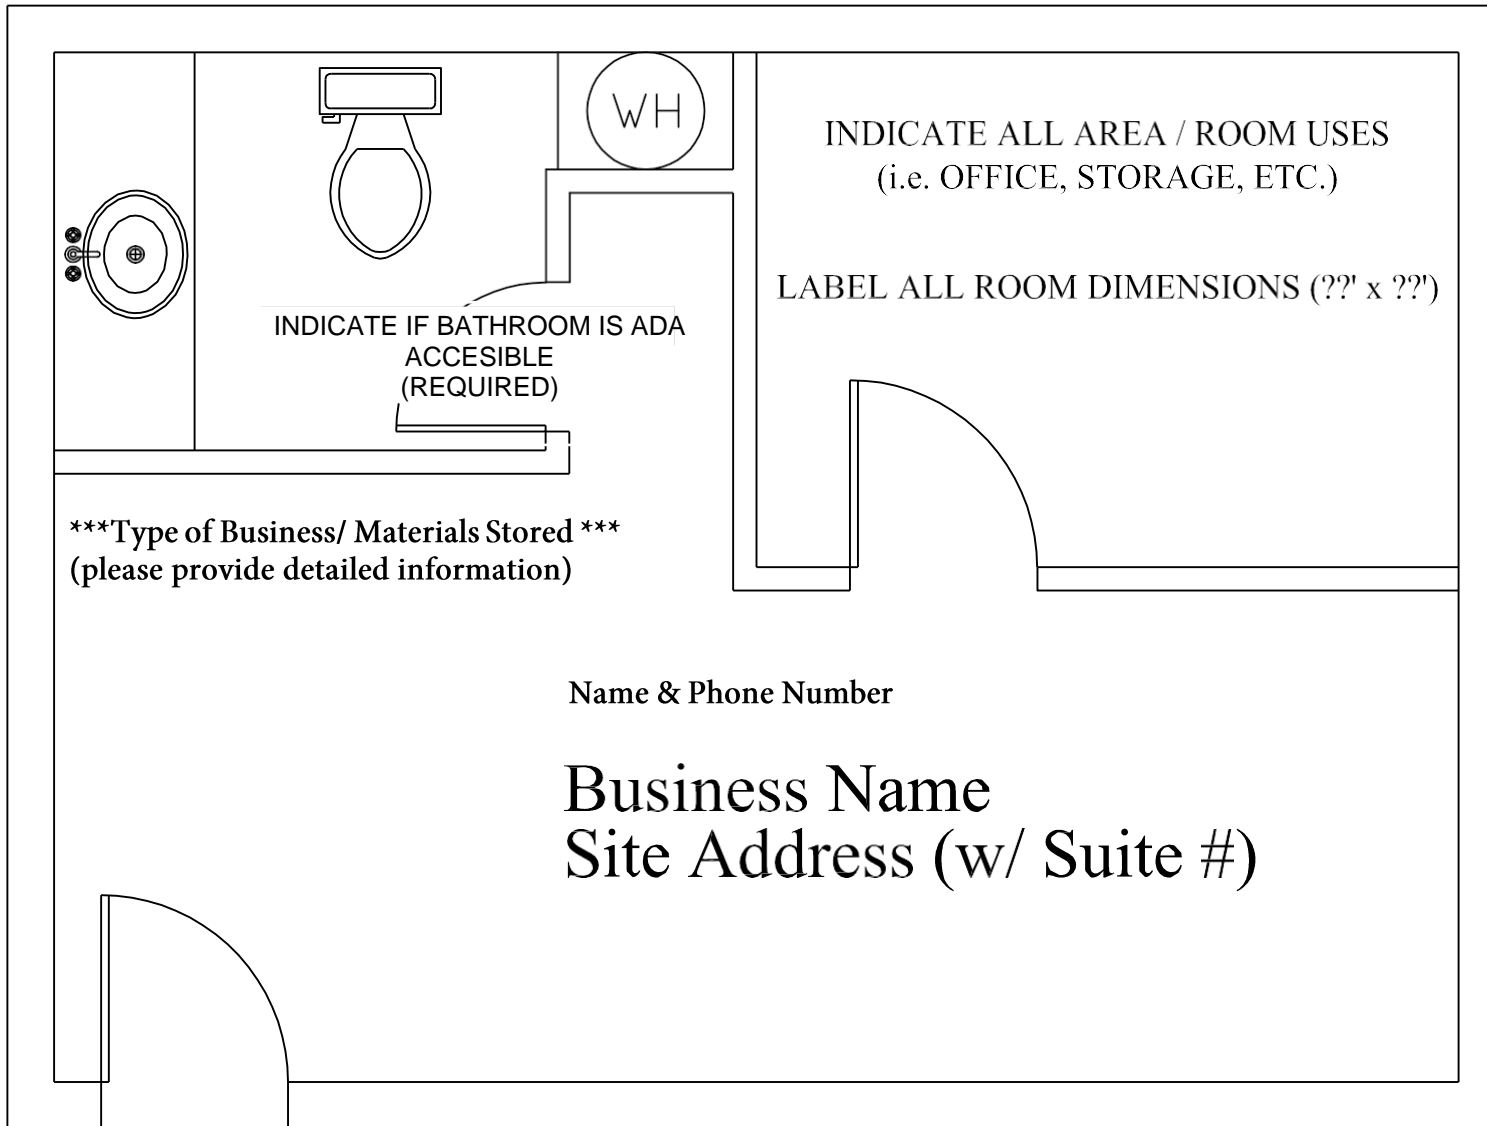 WH
INDICATE ALL AREA / ROOM USES
(i.e. OFFICE, STORAGE, ETC.)
LABEL ALL ROOM DIMENSIONS (??' x ??')
INDICATE IF BATHROOM IS ADA
ACCESIBLE
(REQUIRED)
***Type of Business/ Materials Stored ***
(please provide detailed information)
Name & Phone Number
Business Name
Site Address (w/ Suite #)